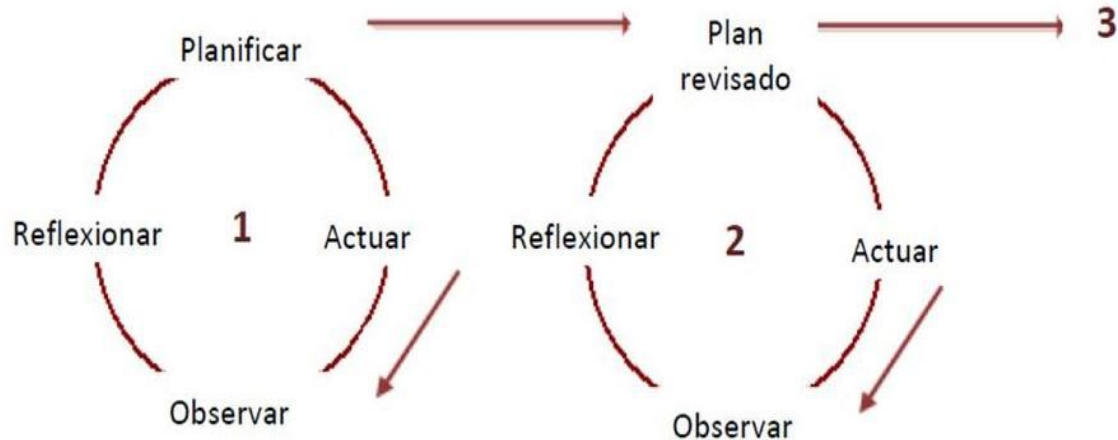 Planificar
Reflexionar
1
Actuar
Observar
Plan
revisado
Reflexionar
2
Actuar
Observar
3